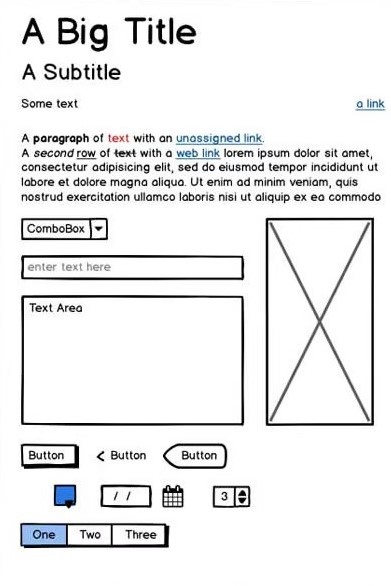 A Big Title
A Subtitle
Some text a link
A paragraph of text with an unassigned link.
A second row of text with a web link lorem ipsum dolor sit amet,
consectetur adipisicing elit, sed do eiusmod tempor incididunt ut
labore et dolore magna aliqua. Ut enim ad minim veniam, quis
nostrud exercitation ullamco laboris nisi ut aliquip ex ea commodo
ComboBox
enter text here
Text Area
Button < Button Button
/ / 3
One Two Three